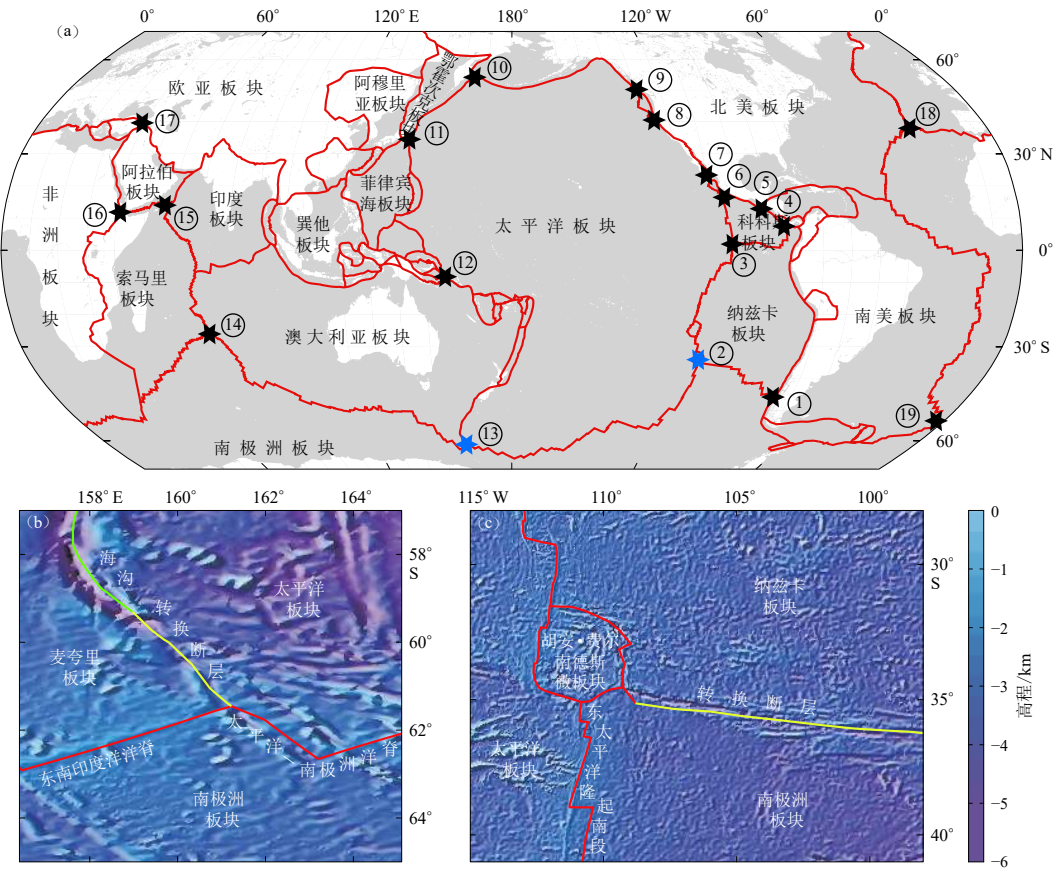 (a)
0° 60° 120° E 180° 120° W 60° 0°
60°
30° N
0°
30° S
60°
欧亚板块
阿穆里
亚板块
鄂霍次克板块
北美板块
非洲板块
阿拉伯
板块
印度
板块
巽他
板块
菲律宾
海板块
太平洋板块
科科斯
板块
索马里
板块
澳大利亚板块
纳兹卡
板块
南美板块
南极洲板块
① ② ③ ④ ⑤ ⑥ ⑦ ⑧ ⑨ ⑩ ⑪ ⑫ ⑬ ⑭ ⑮ ⑯ ⑰ ⑱ ⑲
(b)
158° E 160° 162° 164°
58°
S
60°
62°
64°
海沟
转换断层
太平洋
板块
麦夸里
板块
东南印度洋洋脊
太平洋
南极洲洋脊
南极洲
板块
(c)
115° W 110° 105° 100°
30°
S
35°
40°
纳兹卡
板块
胡安·费尔
南德斯
微板块
转换断层
太平洋
板块
东太平洋隆起南段
南极洲
板块
0
−1
−2
−3
−4
−5
−6
高程/km